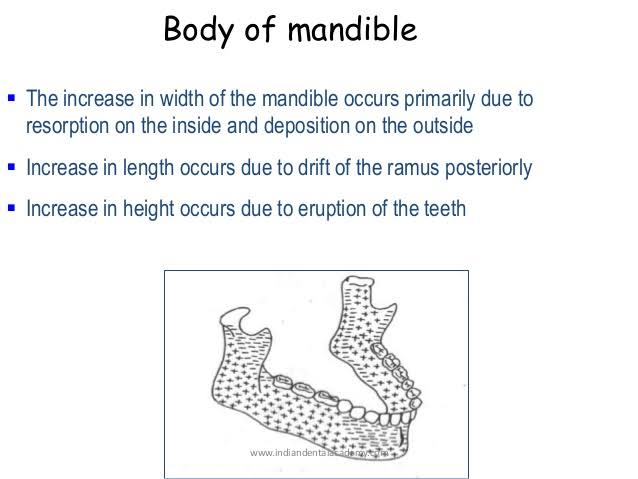 Body of mandible
▪ The increase in width of the mandible occurs primarily due to
resorption on the inside and deposition on the outside
▪ Increase in length occurs due to drift of the ramus posteriorly
▪ Increase in height occurs due to eruption of the teeth
www.indiandentalacademy.com